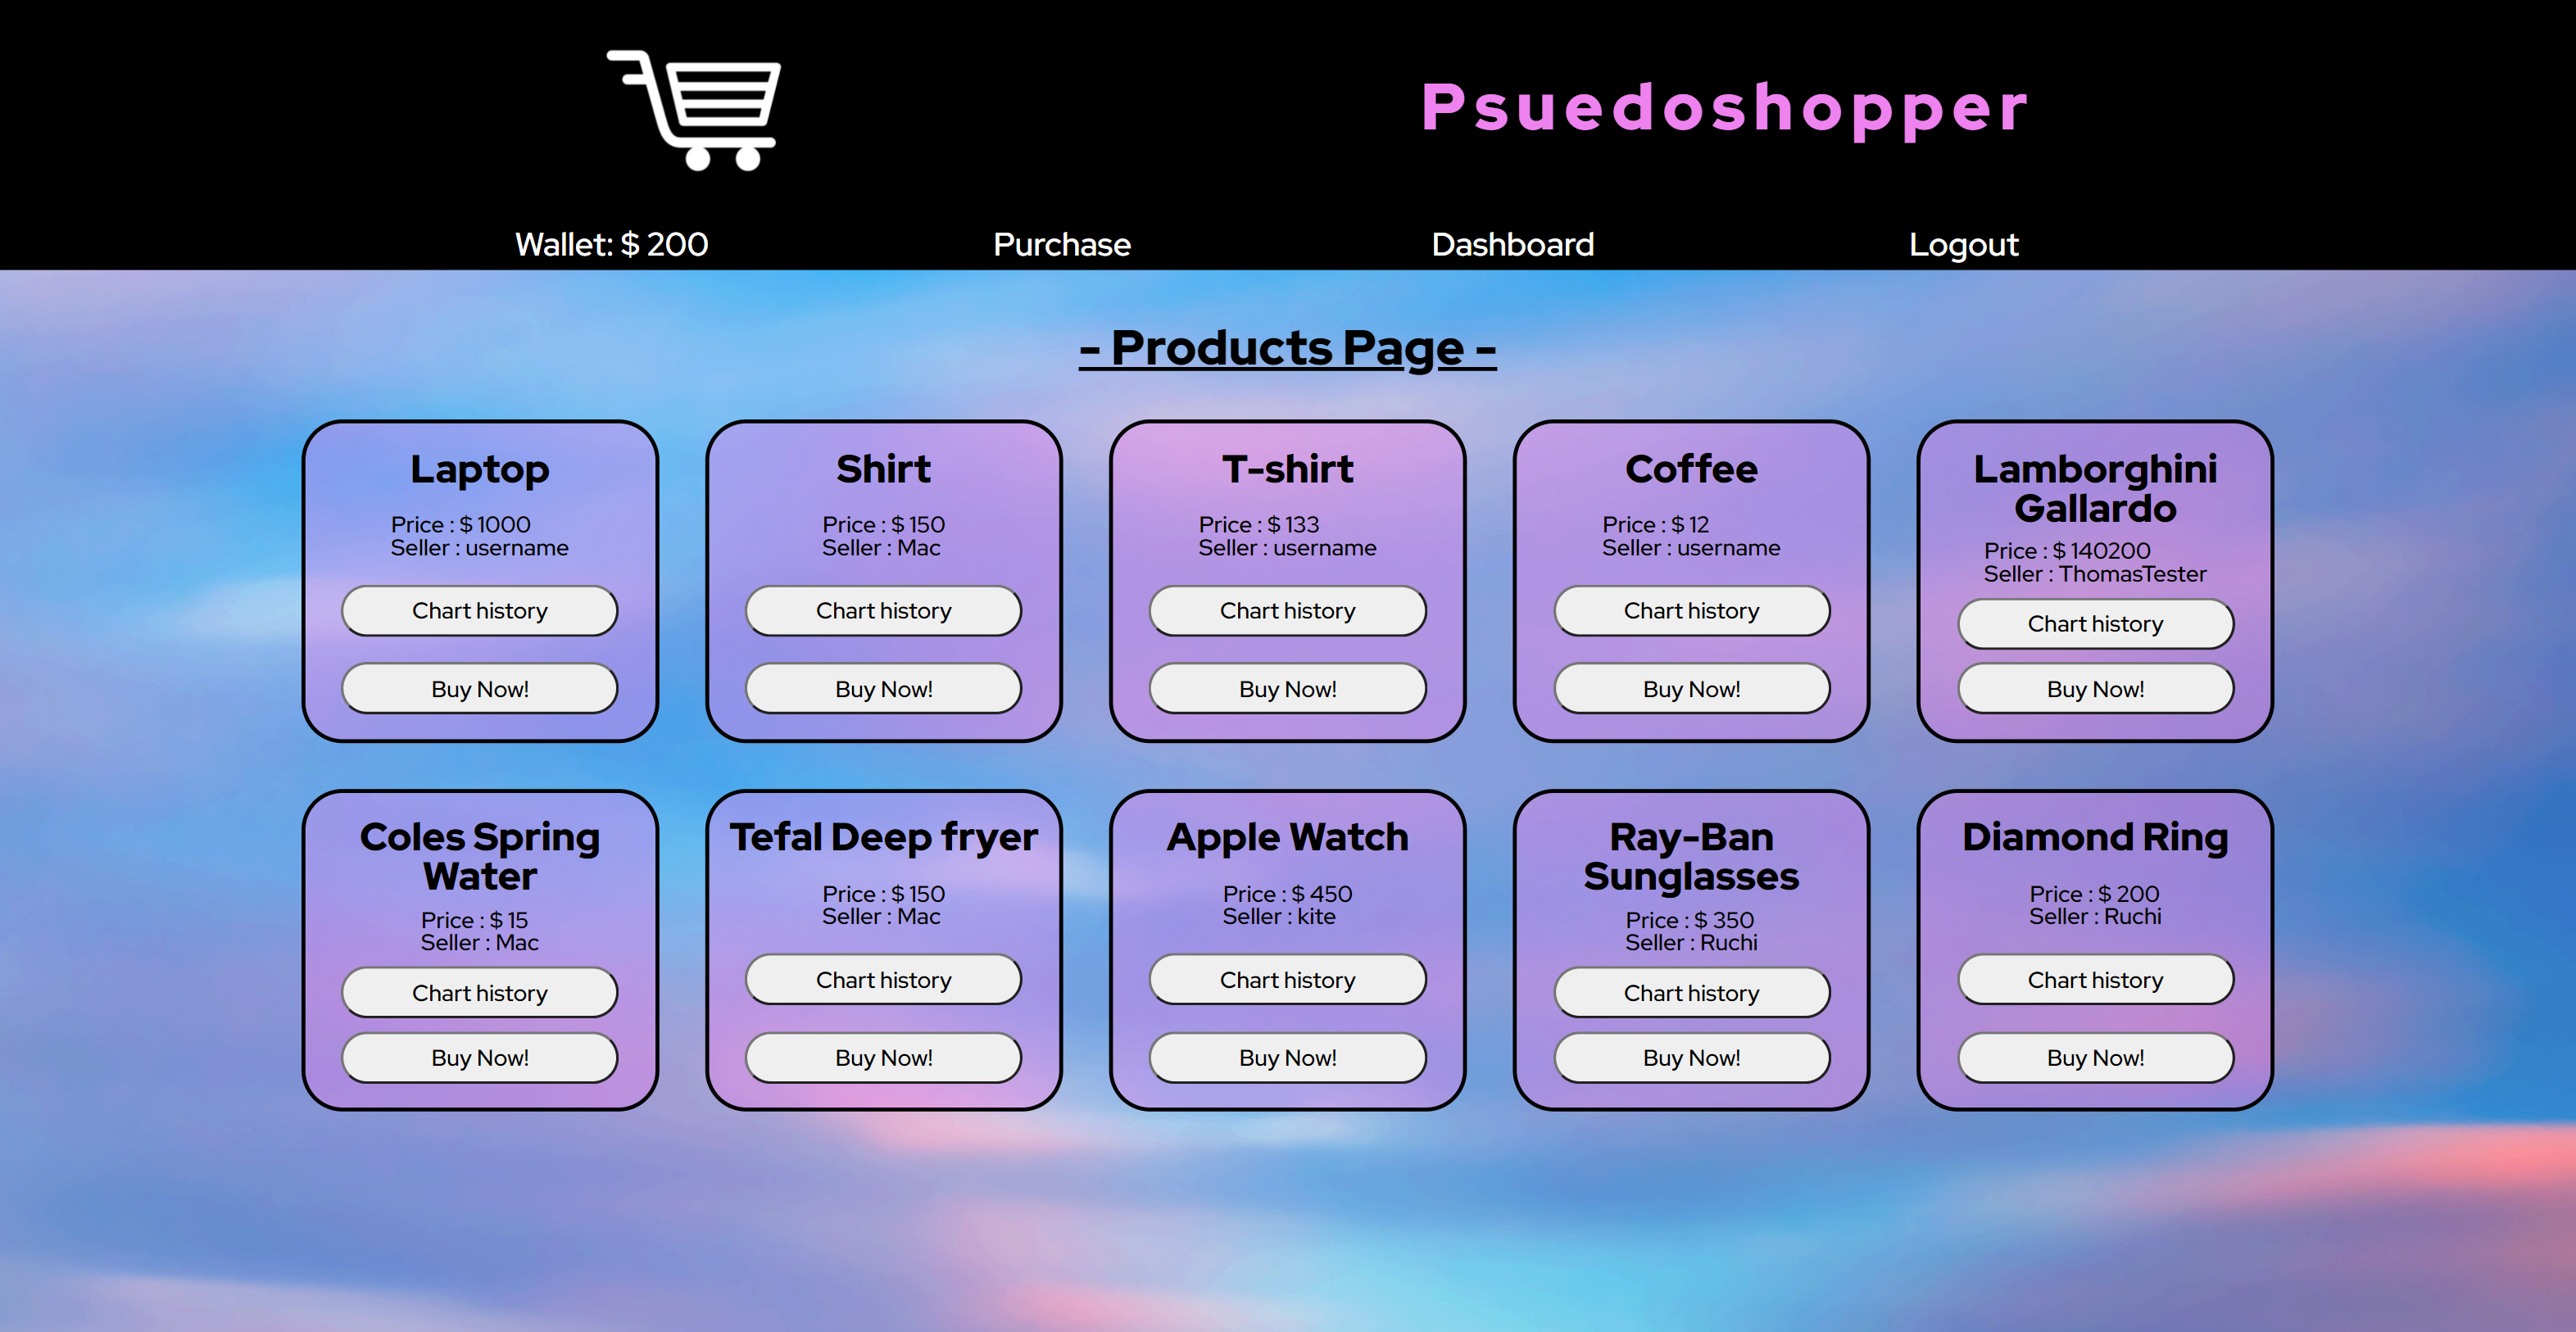 Psuedoshopper
Wallet: $ 200
Purchase
Dashboard
Logout
- Products Page -
Laptop
Price : $ 1000
Seller : username
Chart history
Buy Now!
Shirt
Price : $ 150
Seller : Mac
Chart history
Buy Now!
T-shirt
Price : $ 133
Seller : username
Chart history
Buy Now!
Coffee
Price : $ 12
Seller : username
Chart history
Buy Now!
Lamborghini
Gallardo
Price : $ 140200
Seller : ThomasTester
Chart history
Buy Now!
Coles Spring
Water
Price : $ 15
Seller : Mac
Chart history
Buy Now!
Tefal Deep fryer
Price : $ 150
Seller : Mac
Chart history
Buy Now!
Apple Watch
Price : $ 450
Seller : kite
Chart history
Buy Now!
Ray-Ban
Sunglasses
Price : $ 350
Seller : Ruchi
Chart history
Buy Now!
Diamond Ring
Price : $ 200
Seller : Ruchi
Chart history
Buy Now!